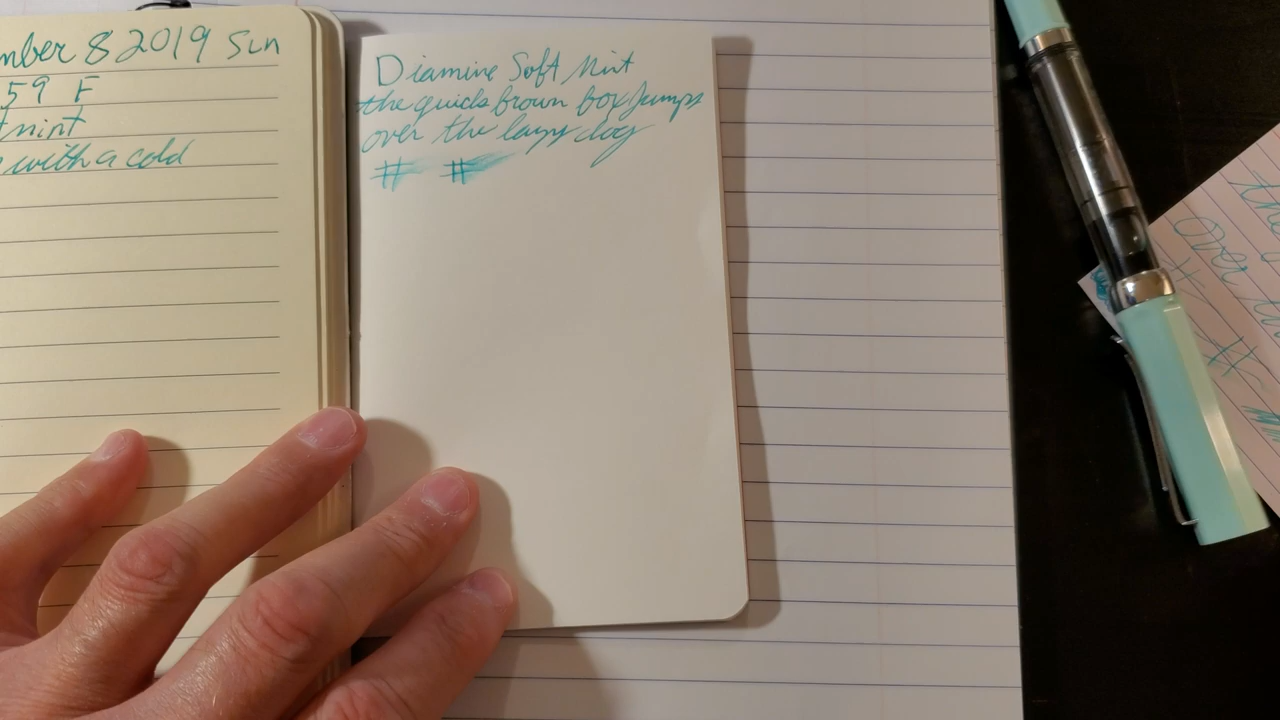 mber 8 2019 Sun
59 F
mint
with a cold
Diamine Soft Mint
the quick brown fox Jumps
over the lazy dog
# #
over
#